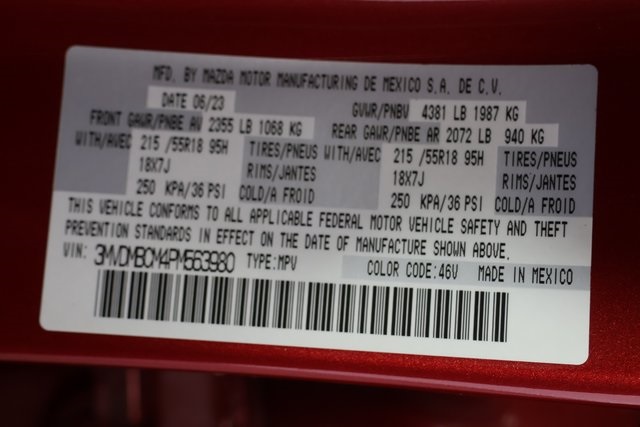 MFD. BY MAZDA MOTOR MANUFACTURING DE MEXICO S.A. DE C.V.
DATE 06/23 GVWR/PNBV 4381 LB 1987 KG
FRONT GAWR/PNBE AV 2355 LB 1068 KG REAR GAWR/PNBE AR 2072 LB 940 KG
WITH/AVEC 215 /55R18 95H TIRES/PNEUS WITH/AVEC 215 /55R18 95H TIRES/PNEUS
18X7J RIMS/JANTES 18X7J RIMS/JANTES
250 KPA/36 PSI COLD/A FROID 250 KPA/36 PSI COLD/A FROID
THIS VEHICLE CONFORMS TO ALL APPLICABLE FEDERAL MOTOR VEHICLE SAFETY AND THEFT
PREVENTION STANDARDS IN EFFECT ON THE DATE OF MANUFACTURE SHOWN ABOVE.
VIN: 3MVDMBCM4PM563980 TYPE:MPV COLOR CODE:46V MADE IN MEXICO